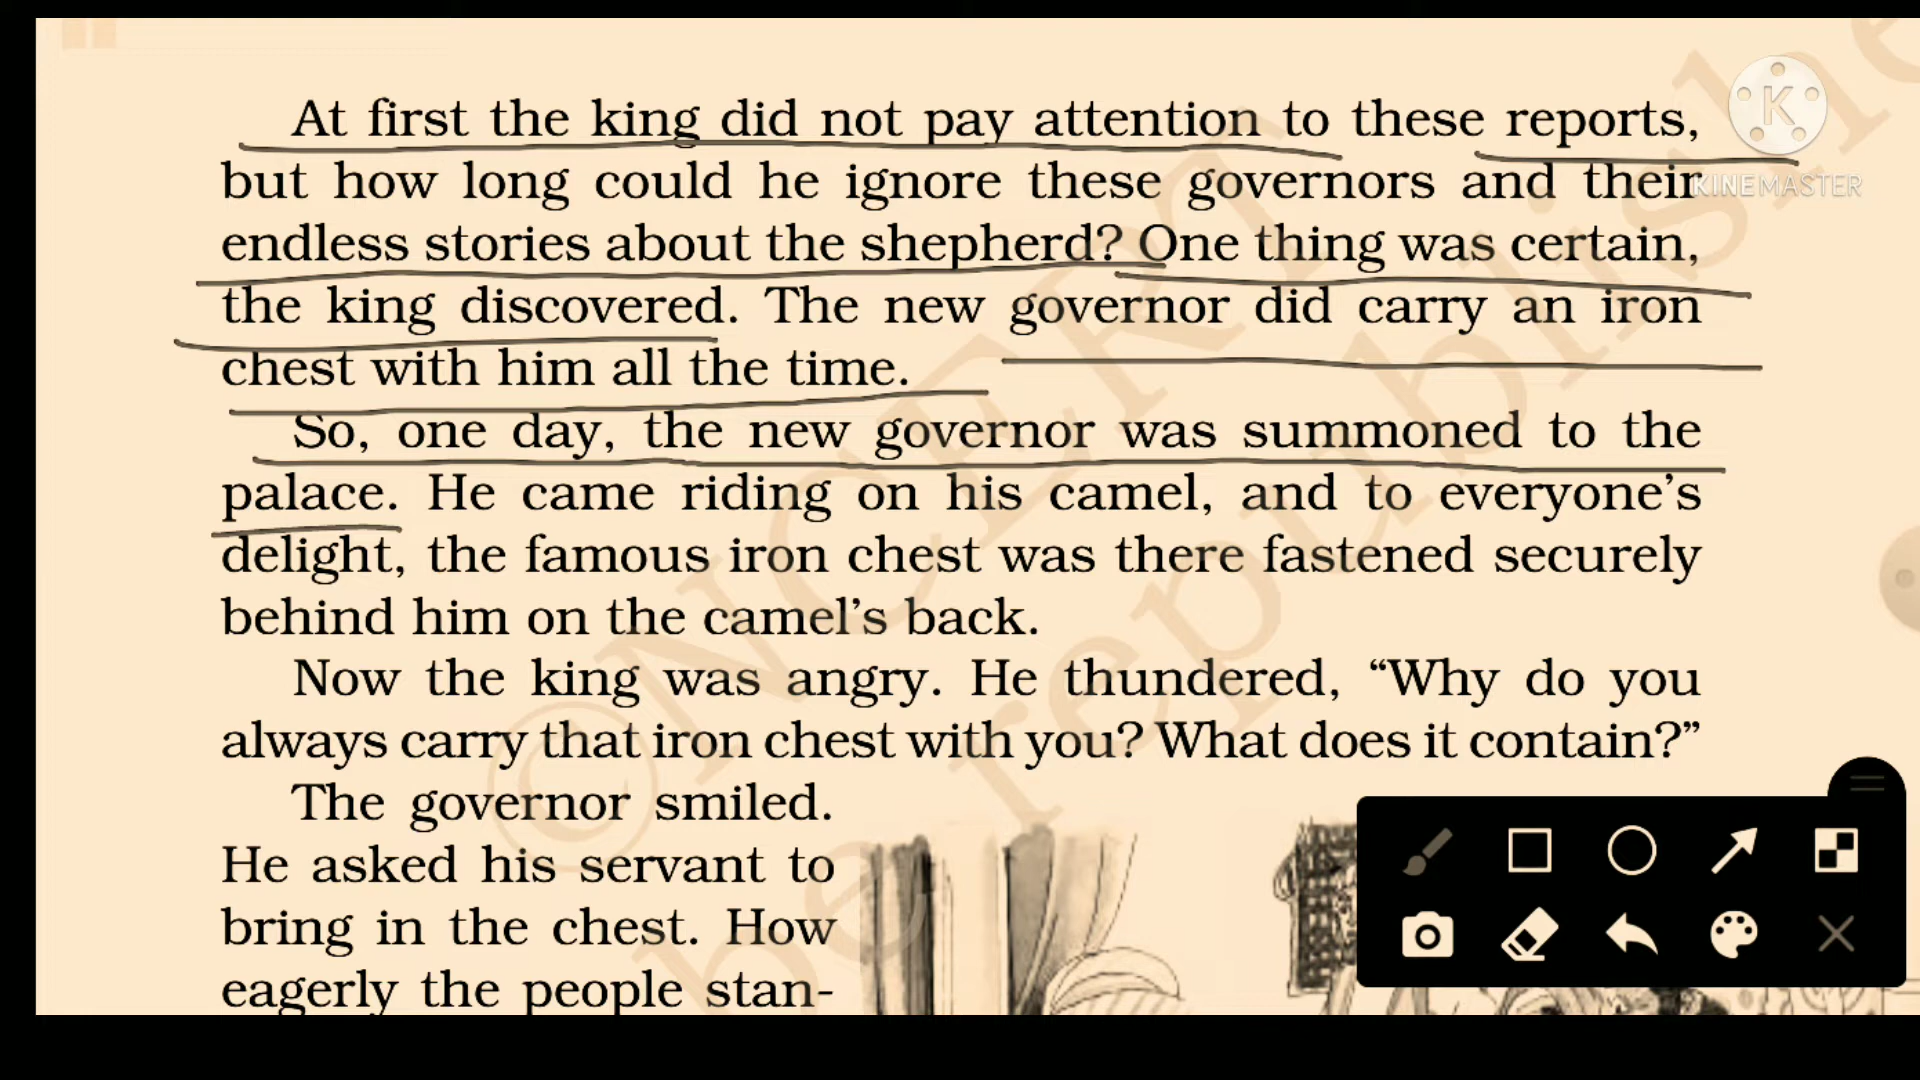 At first the king did not pay attention to these reports,
but how long could he ignore these governors and their
endless stories about the shepherd? One thing was certain,
the king discovered. The new governor did carry an iron
chest with him all the time.
So, one day, the new governor was summoned to the
palace. He came riding on his camel, and to everyone's
delight, the famous iron chest was there fastened securely
behind him on the camel's back.
Now the king was angry. He thundered, “Why do you
always carry that iron chest with you? What does it contain?”
The governor smiled.
He asked his servant to
bring in the chest. How
eagerly the people stan-
K
KINEMASTER
©NCERT
be republished